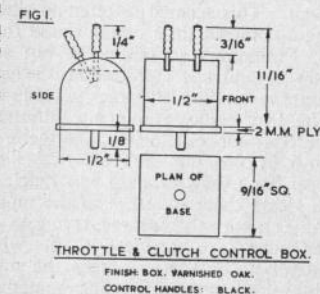 FIG I.
1/4"
3/16"
11/16"
SIDE
1/2"
FRONT
1/8
2 M.M. PLY
1/2"
PLAN OF
BASE
9/16" SQ.
THROTTLE & CLUTCH CONTROL BOX.
FINISH: BOX. VARNISHED OAK.
CONTROL HANDLES: BLACK.